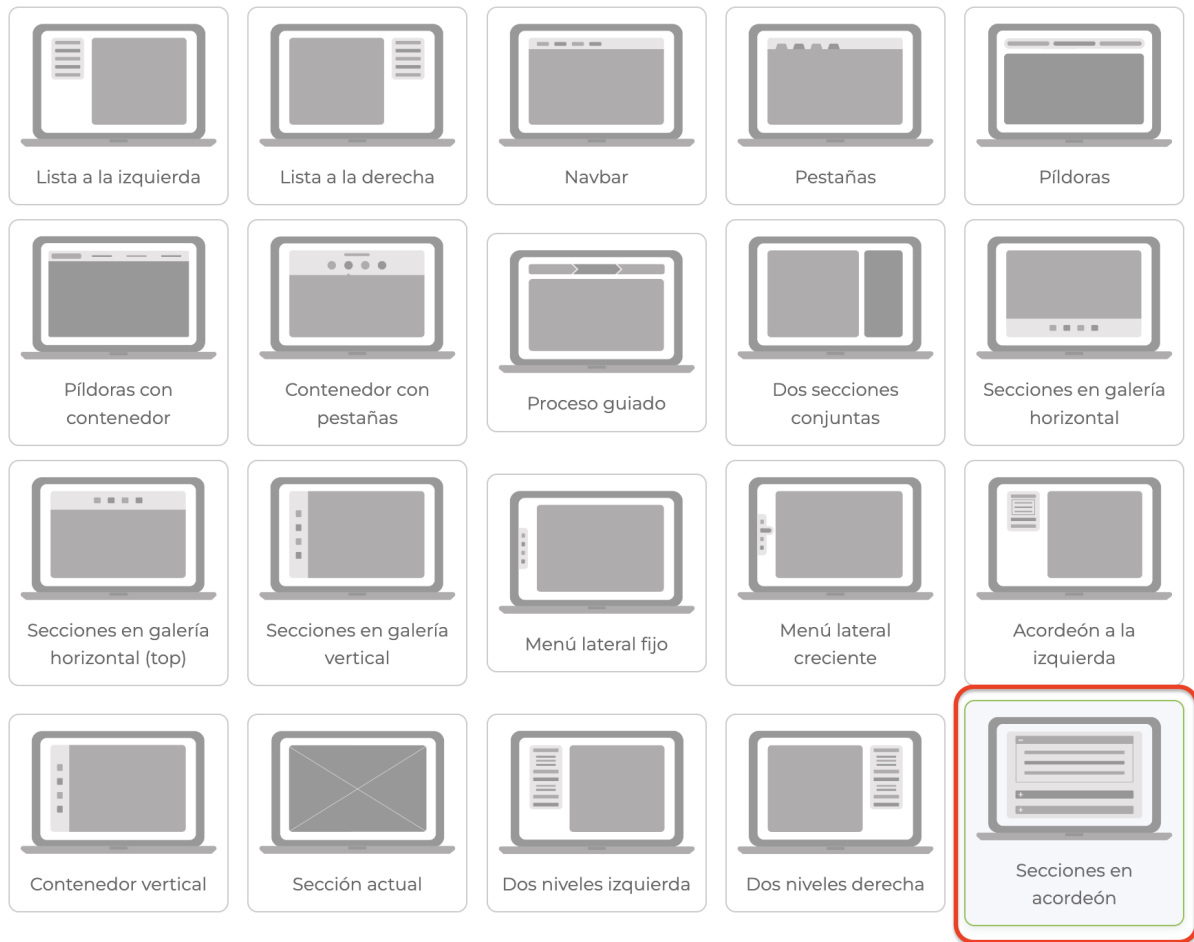 Lista a la izquierda
Lista a la derecha
Navbar
Pestañas
Píldoras
Píldoras con
contenedor
Contenedor con
pestañas
Proceso guiado
Dos secciones
conjuntas
Secciones en galería
horizontal
Secciones en galería
horizontal (top)
Secciones en galería
vertical
Menú lateral fijo
Menú lateral
creciente
Acordeón a la
izquierda
Contenedor vertical
Sección actual
Dos niveles izquierda
Dos niveles derecha
Secciones en
acordeón